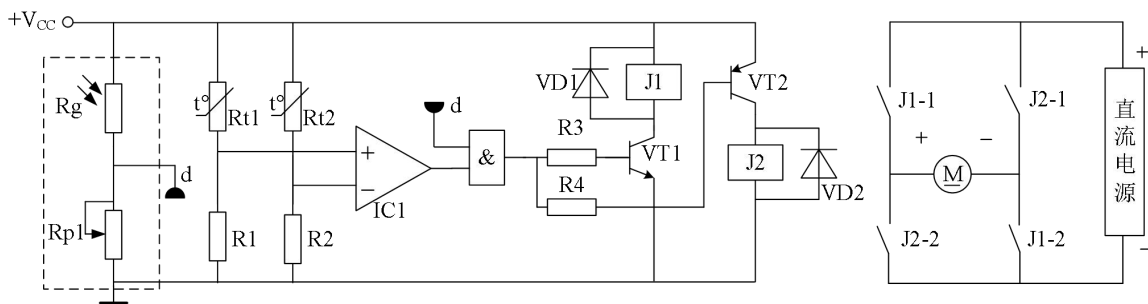 +VCC
Rg
d
Rp1
t°
Rt1
t°
Rt2
R1
R2
+
−
IC1
d
&
R3
R4
VD1
J1
VT1
VT2
J2
VD2
J1-1
J2-1
+
−
M
J2-2
J1-2
+
直流电源
−